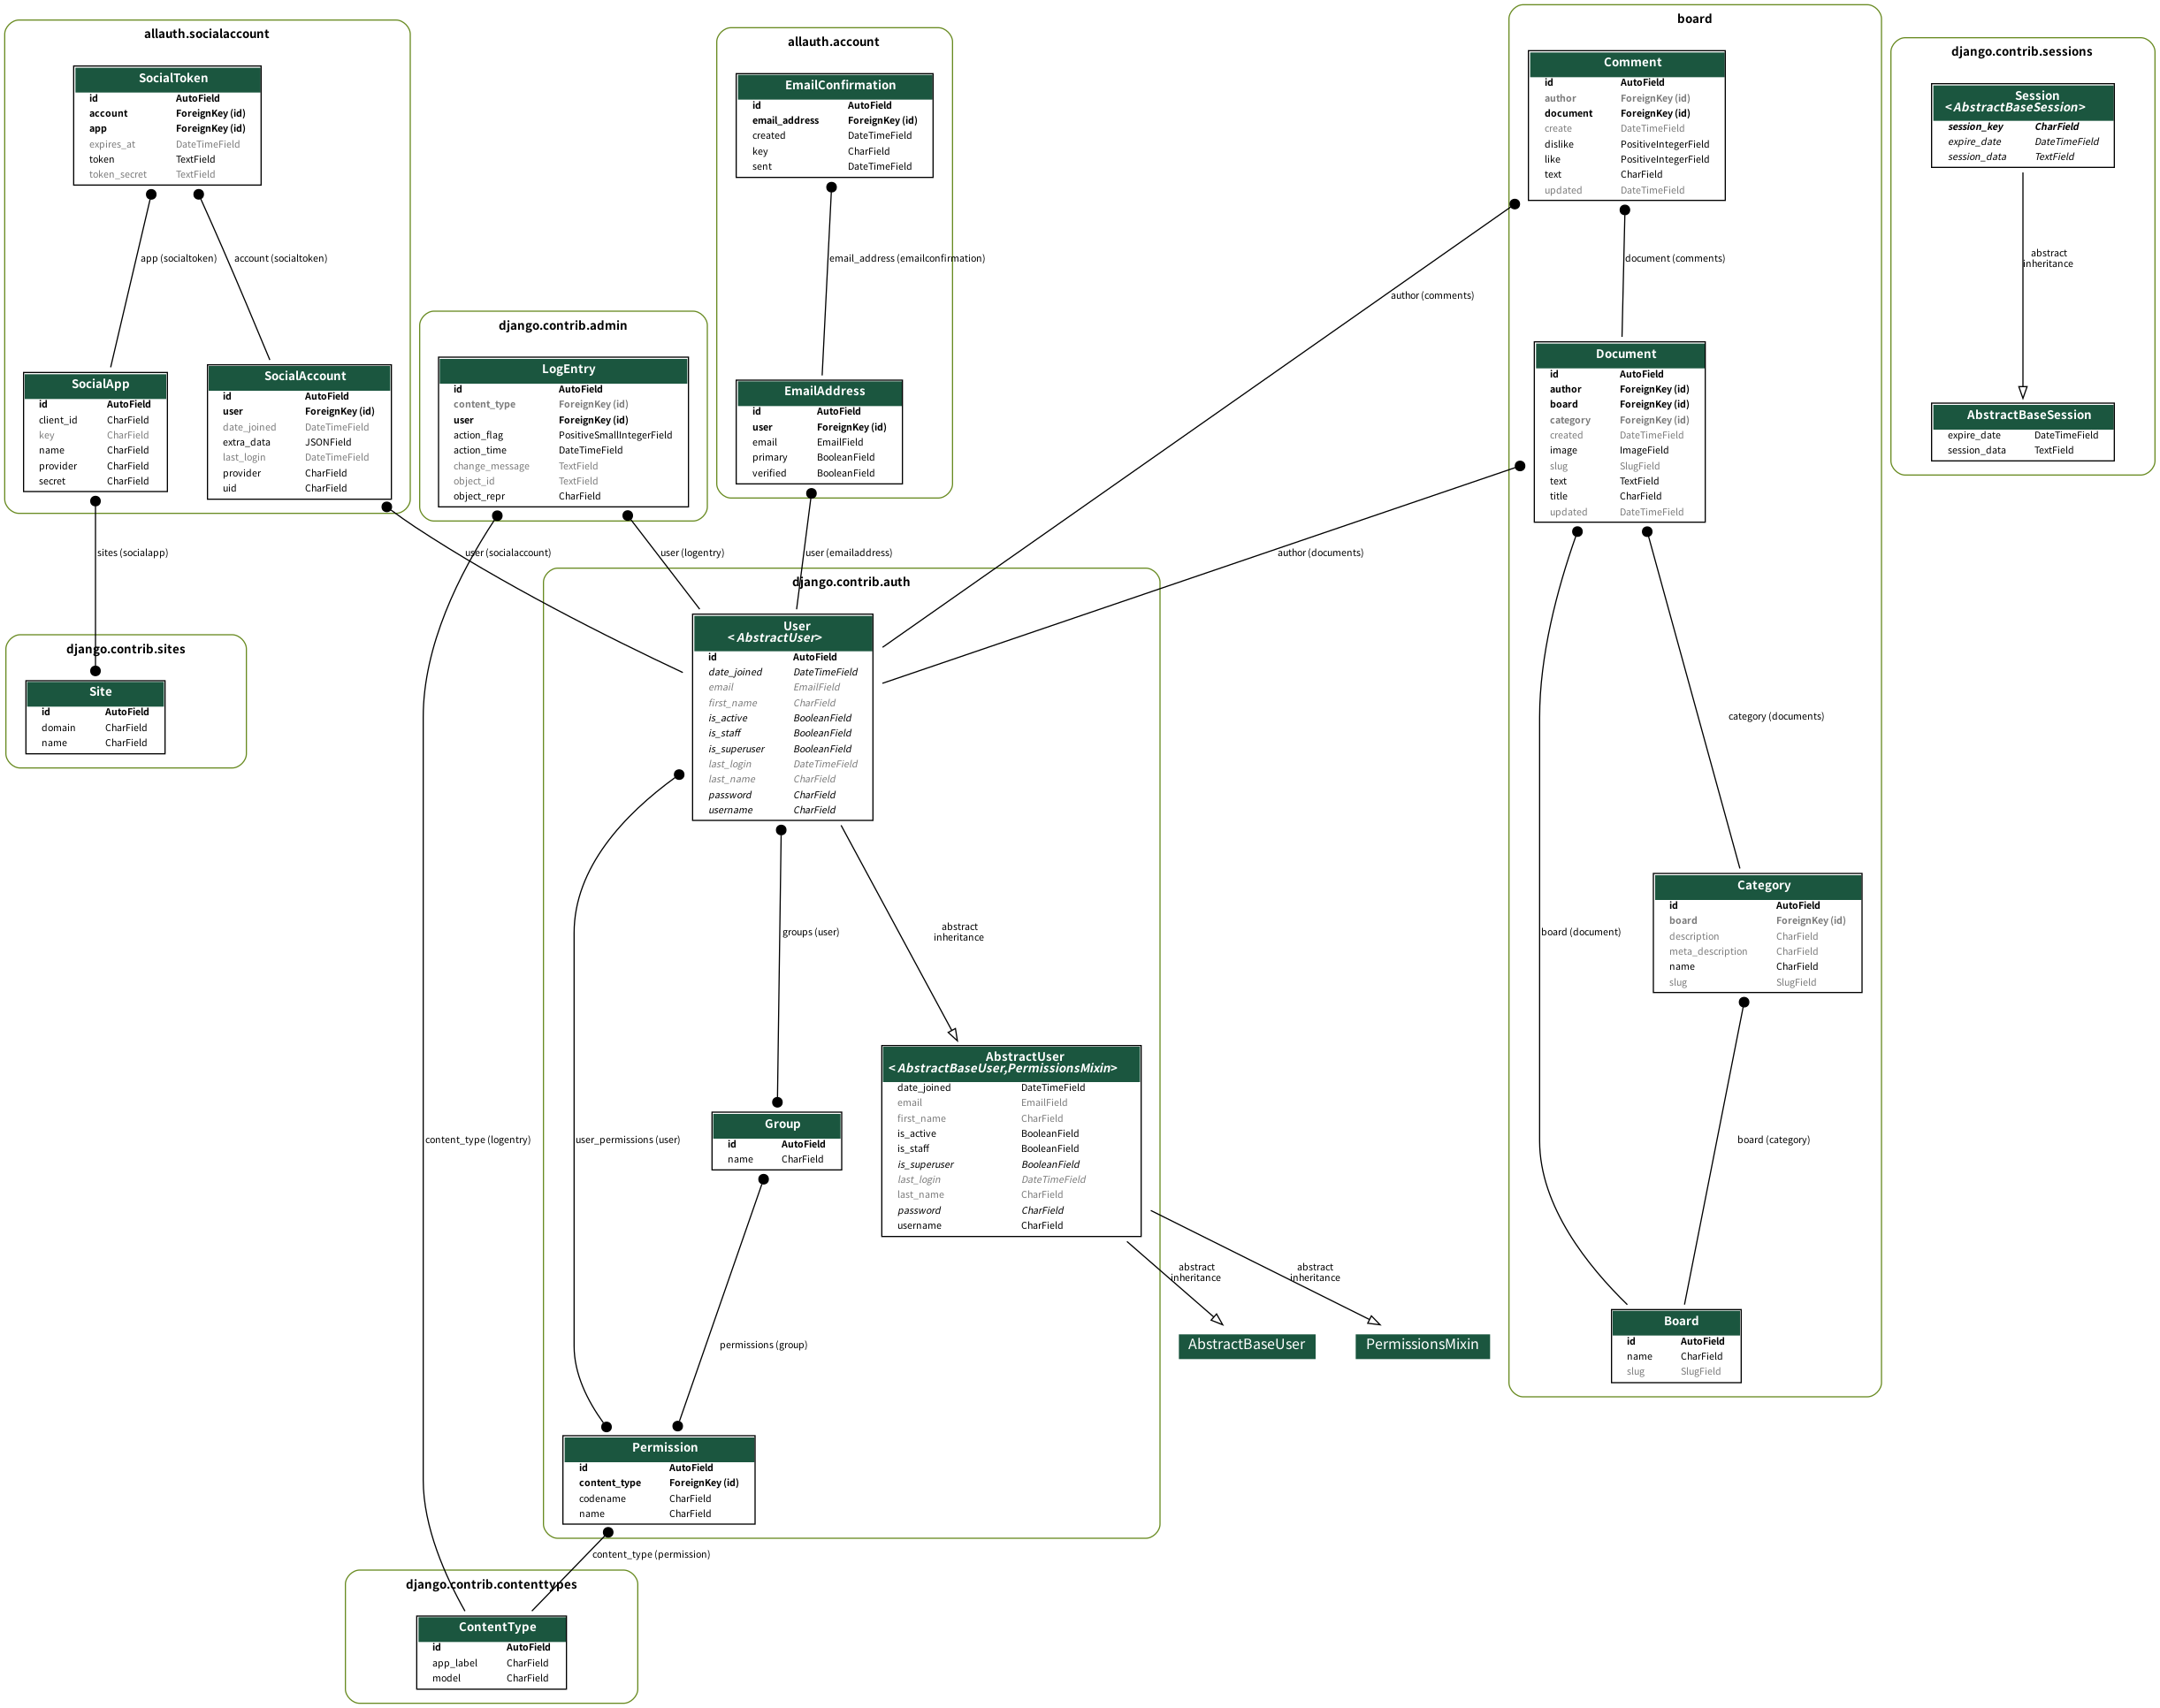 allauth.socialaccount
SocialToken
id AutoField
account ForeignKey (id)
app ForeignKey (id)
expires_at DateTimeField
token TextField
token_secret TextField
app (socialtoken)
account (socialtoken)
SocialApp
id AutoField
client_id CharField
key CharField
name CharField
provider CharField
secret CharField
SocialAccount
id AutoField
user ForeignKey (id)
date_joined DateTimeField
extra_data JSONField
last_login DateTimeField
provider CharField
uid CharField
sites (socialapp)
user (socialaccount)
django.contrib.sites
Site
id AutoField
domain CharField
name CharField
django.contrib.admin
LogEntry
id AutoField
content_type ForeignKey (id)
user ForeignKey (id)
action_flag PositiveSmallIntegerField
action_time DateTimeField
change_message TextField
object_id TextField
object_repr CharField
user (logentry)
content_type (logentry)
allauth.account
EmailConfirmation
id AutoField
email_address ForeignKey (id)
created DateTimeField
key CharField
sent DateTimeField
email_address (emailconfirmation)
EmailAddress
id AutoField
user ForeignKey (id)
email EmailField
primary BooleanField
verified BooleanField
user (emailaddress)
django.contrib.auth
User
<AbstractUser>
id AutoField
date_joined DateTimeField
email EmailField
first_name CharField
is_active BooleanField
is_staff BooleanField
is_superuser BooleanField
last_login DateTimeField
last_name CharField
password CharField
username CharField
groups (user)
abstract
inheritance
user_permissions (user)
Group
id AutoField
name CharField
AbstractUser
<AbstractBaseUser,PermissionsMixin>
date_joined DateTimeField
email EmailField
first_name CharField
is_active BooleanField
is_staff BooleanField
is_superuser BooleanField
last_login DateTimeField
last_name CharField
password CharField
username CharField
abstract
inheritance
abstract
inheritance
AbstractBaseUser
PermissionsMixin
permissions (group)
Permission
id AutoField
content_type ForeignKey (id)
codename CharField
name CharField
content_type (permission)
django.contrib.contenttypes
ContentType
id AutoField
app_label CharField
model CharField
board
Comment
id AutoField
author ForeignKey (id)
document ForeignKey (id)
create DateTimeField
dislike PositiveIntegerField
like PositiveIntegerField
text CharField
updated DateTimeField
author (comments)
document (comments)
Document
id AutoField
author ForeignKey (id)
board ForeignKey (id)
category ForeignKey (id)
created DateTimeField
image ImageField
slug SlugField
text TextField
title CharField
updated DateTimeField
author (documents)
category (documents)
board (document)
Category
id AutoField
board ForeignKey (id)
description CharField
meta_description CharField
name CharField
slug SlugField
board (category)
Board
id AutoField
name CharField
slug SlugField
django.contrib.sessions
Session
<AbstractBaseSession>
session_key CharField
expire_date DateTimeField
session_data TextField
abstract
inheritance
AbstractBaseSession
expire_date DateTimeField
session_data TextField